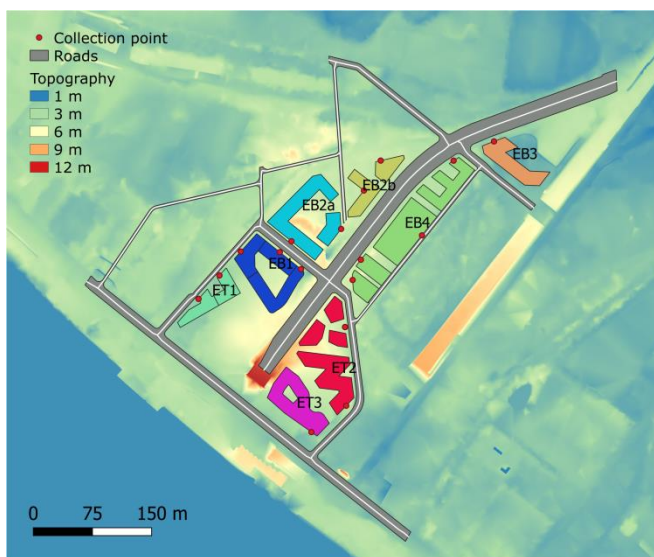 Collection point
Roads
Topography
1 m
3 m
6 m
9 m
12 m
EB3
EB2b
EB2a
EB4
EB1
ET1
ET2
ET3
0 75 150 m